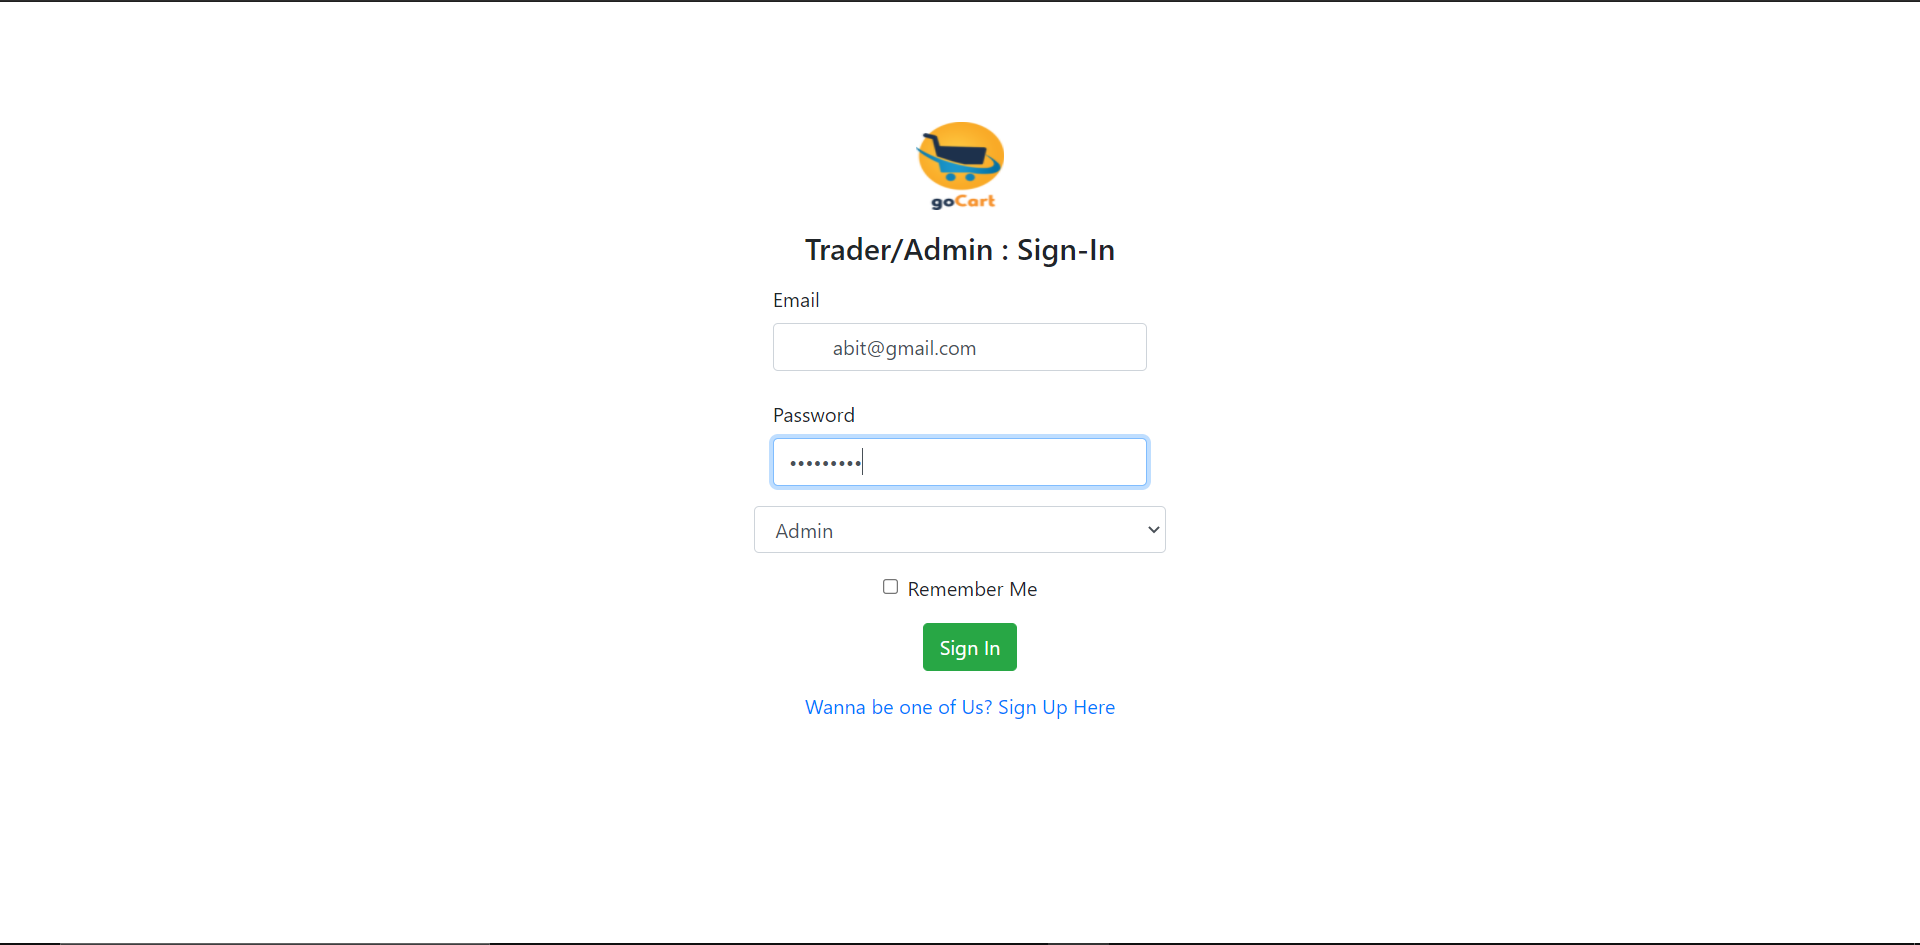 goCart
Trader/Admin : Sign-In
Email
abit@gmail.com
Password
•••••••••
Admin
Remember Me
Sign In
Wanna be one of Us? Sign Up Here